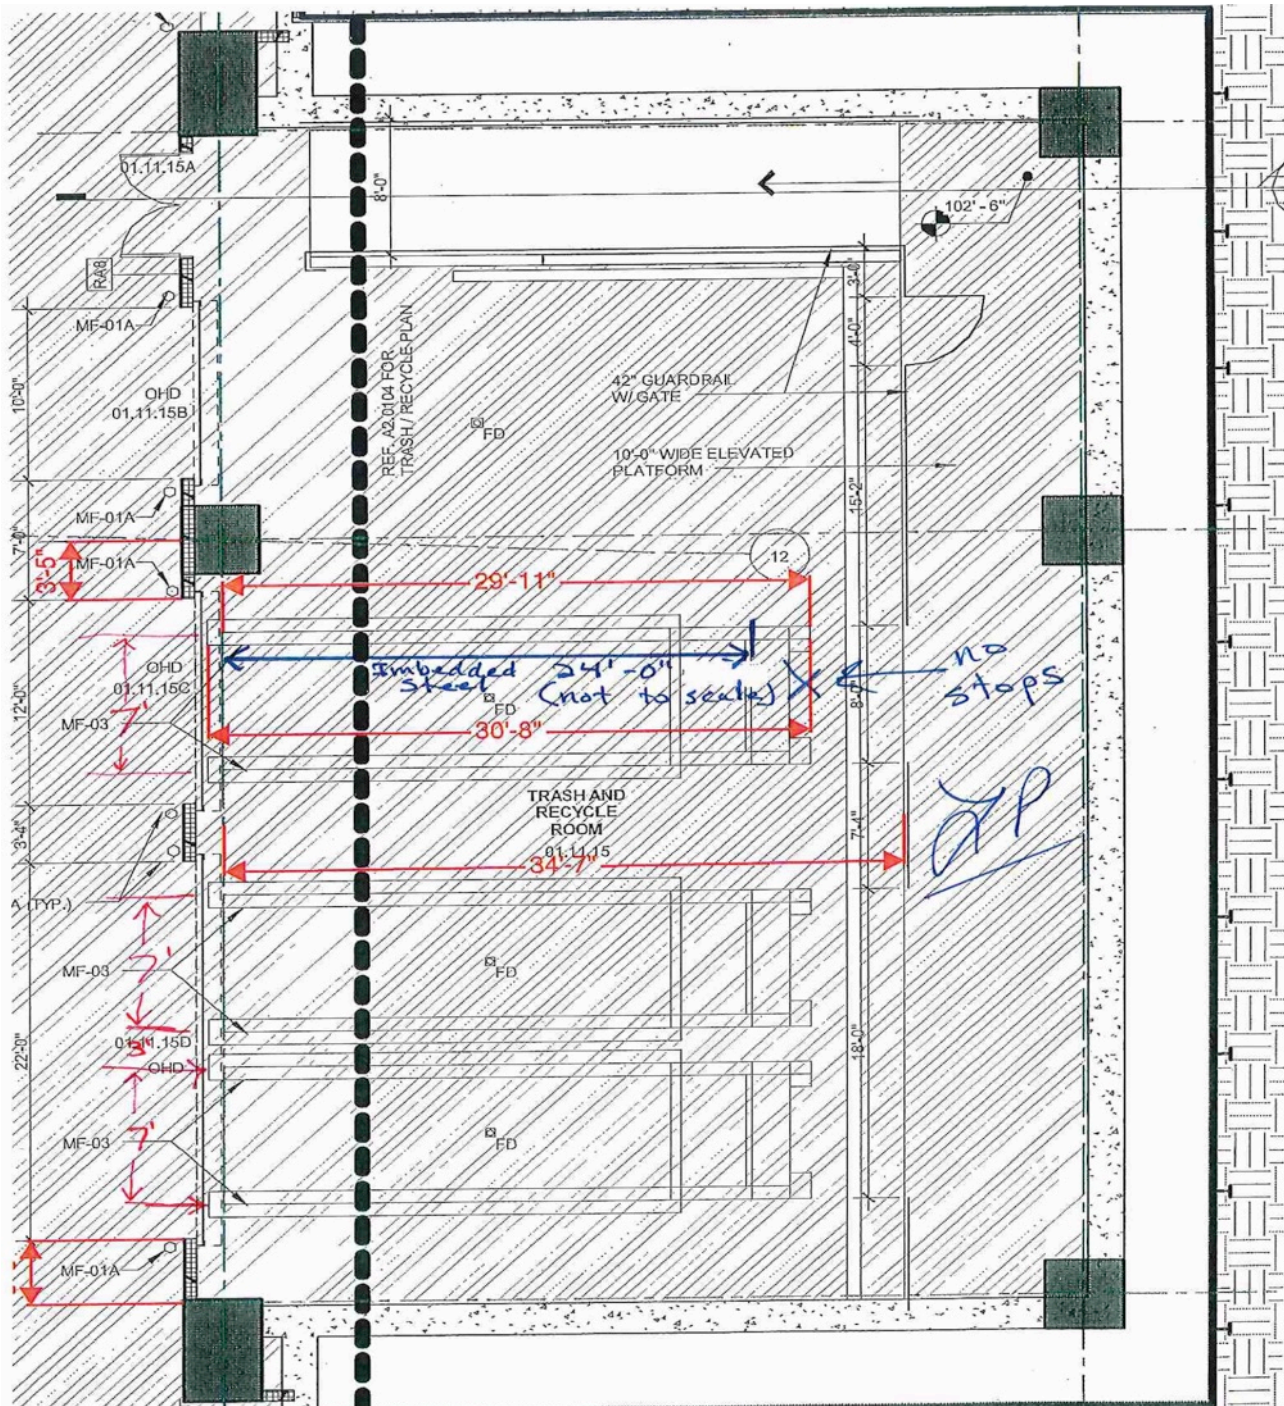 01.11.15A
8'-0"
102' - 6"
RA8
MF-01A
3'-0"
4'-0"
REF. A2.0104 FOR
TRASH / RECYCLE PLAN
42" GUARDRAIL
W/ GATE
10'-0"
OHD
01.11.15B
FD
10'-0" WIDE ELEVATED
PLATFORM
15'-2"
MF-01A
7'-0"
MF-01A
3'-5"
12
29'-11"
Imbedded
Steel
24'-0"
(not to scale)
no
stops
OHD
01.11.15C
12'-0"
7'
MF-03
FD
8'-0"
30'-8"
TRASH AND
RECYCLE
ROOM
01.11.15
3'-4"
7'-4"
34'-7"
A (TYP.)
7'
MF-03
FD
01.11.15D
3'
OHD
22'-0"
18'-0"
MF-03
7'
FD
MF-01A